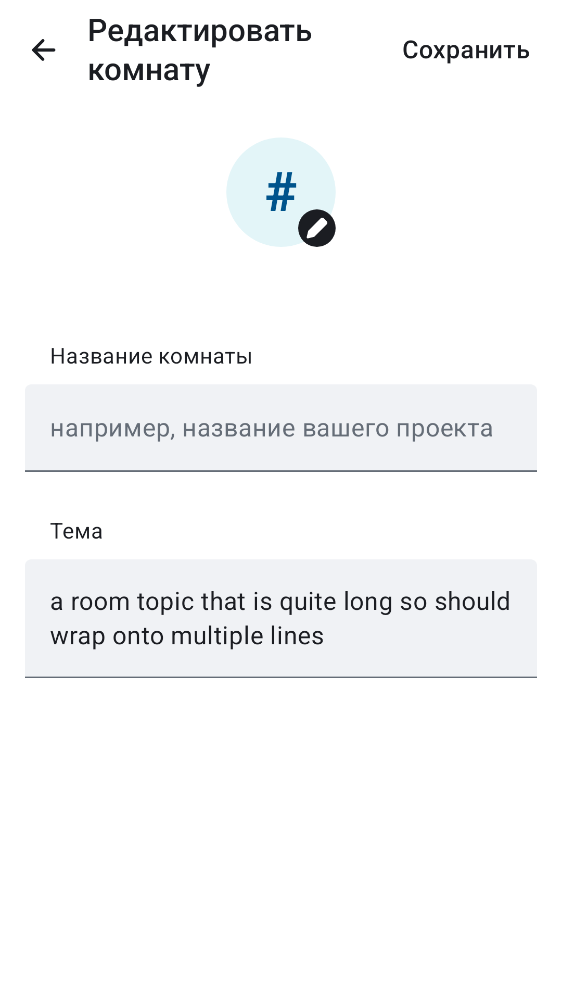 Редактировать
комнату
Сохранить
#
Название комнаты
например, название вашего проекта
Тема
a room topic that is quite long so should
wrap onto multiple lines